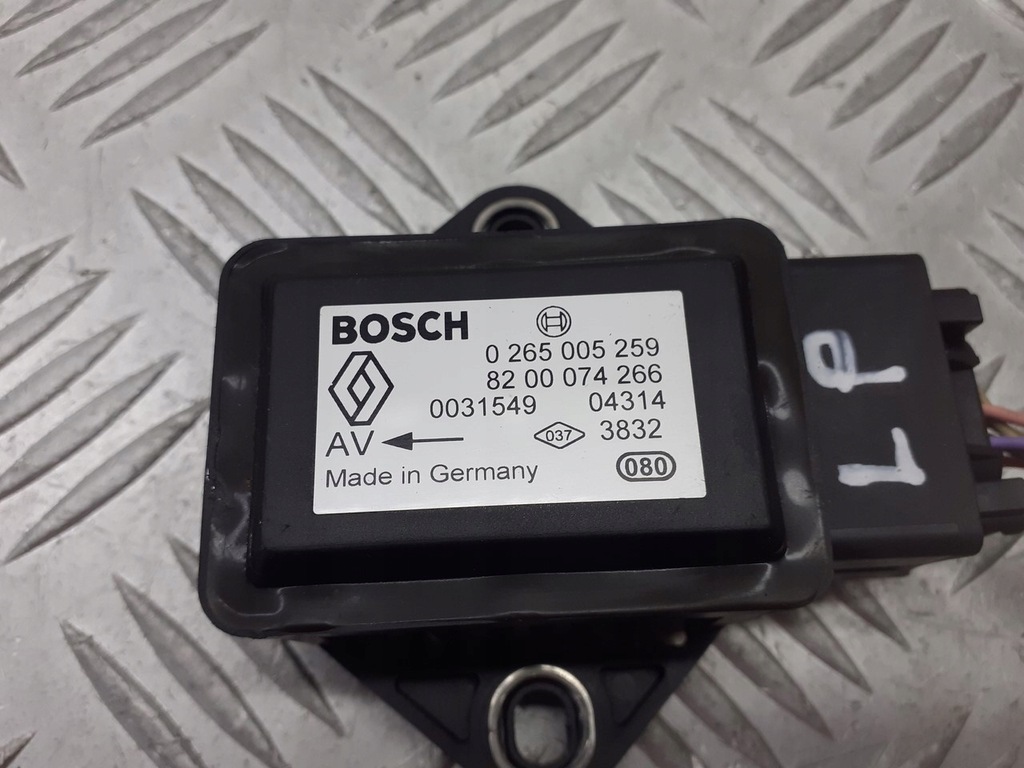 BOSCH
0 265 005 259
82 00 074 266
0031549 04314
AV 037 3832
Made in Germany 080
LP